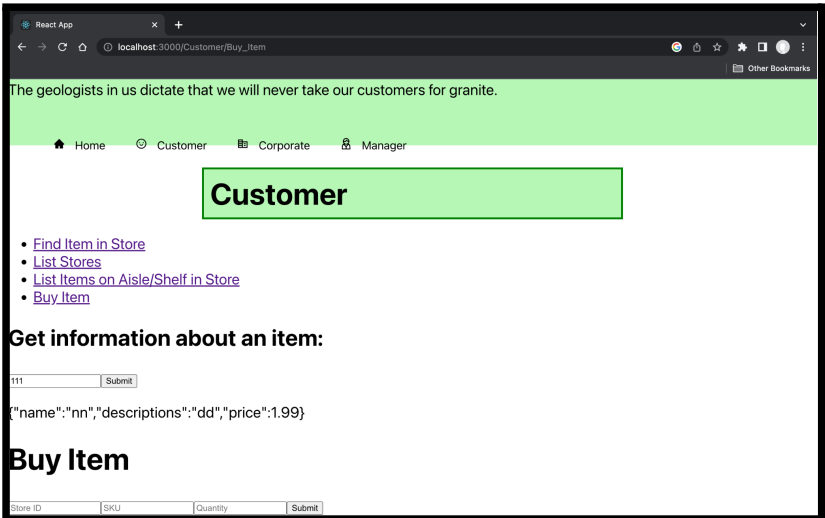 React App
localhost:3000/Customer/Buy_Item
Other Bookmarks
The geologists in us dictate that we will never take our customers for granite.
Home Customer Corporate Manager
Customer
Find Item in Store
List Stores
List Items on Aisle/Shelf in Store
Buy Item
Get information about an item:
111 Submit
{"name":"nn","descriptions":"dd","price":1.99}
Buy Item
Store ID SKU Quantity Submit